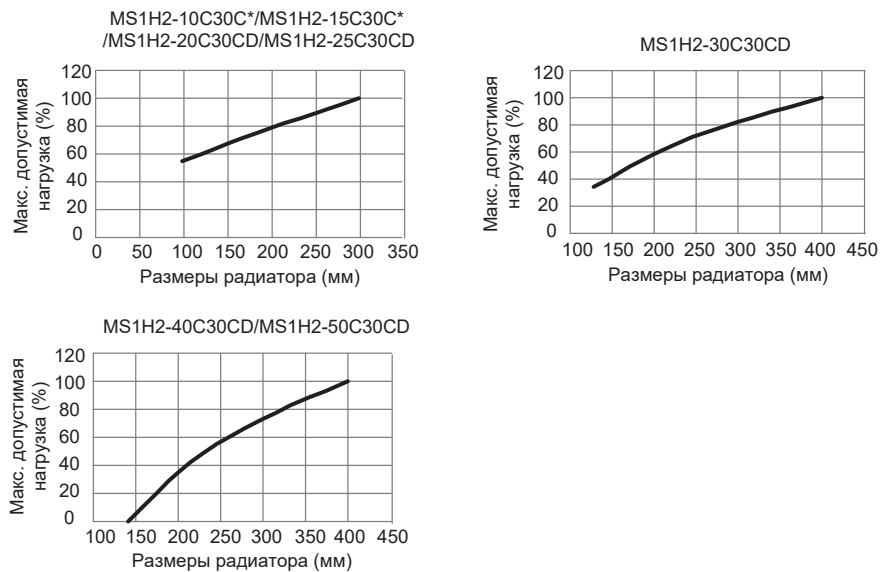 MS1H2-10C30C*/MS1H2-15C30C*
/MS1H2-20C30CD/MS1H2-25C30CD
Макс. допустимая
нагрузка (%)
120
100
80
60
40
20
0
0 50 100 150 200 250 300 350
Размеры радиатора (мм)
MS1H2-30C30CD
Макс. допустимая
нагрузка (%)
120
100
80
60
40
20
0
100 150 200 250 300 350 400 450
Размеры радиатора (мм)
MS1H2-40C30CD/MS1H2-50C30CD
Макс. допустимая
нагрузка (%)
120
100
80
60
40
20
0
100 150 200 250 300 350 400 450
Размеры радиатора (мм)